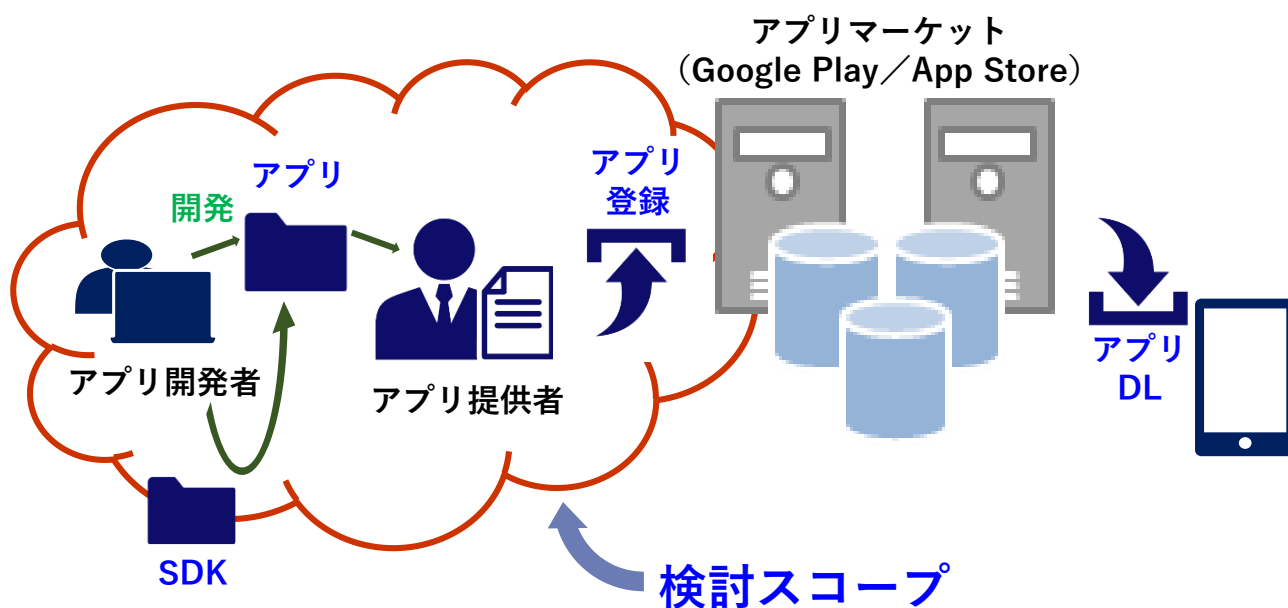 アプリマーケット
（Google Play／App Store）
アプリ
登録
アプリ
開発
アプリ開発者
アプリ提供者
アプリ
DL
SDK
検討スコープ